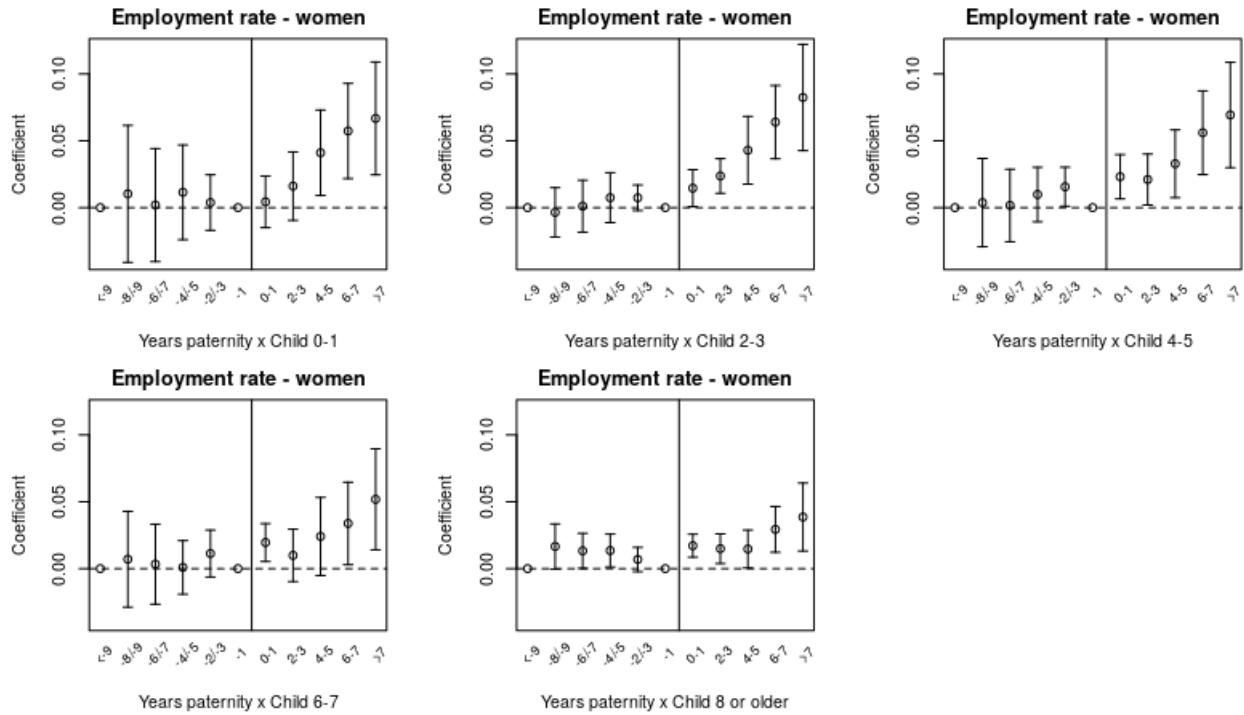 Employment rate - women
Employment rate - women
Employment rate - women
Coefficient
0.00 0.05 0.10
Coefficient
0.00 0.05 0.10
Coefficient
0.00 0.05 0.10
<-9 -8/-9 -6/-7 -4/-5 -2/-3 -1 0-1 2-3 4-5 6-7 >7
<-9 -8/-9 -6/-7 -4/-5 -2/-3 -1 0-1 2-3 4-5 6-7 >7
<-9 -8/-9 -6/-7 -4/-5 -2/-3 -1 0-1 2-3 4-5 6-7 >7
Years paternity x Child 0-1
Years paternity x Child 2-3
Years paternity x Child 4-5
Employment rate - women
Employment rate - women
Coefficient
0.00 0.05 0.10
Coefficient
0.00 0.05 0.10
<-9 -8/-9 -6/-7 -4/-5 -2/-3 -1 0-1 2-3 4-5 6-7 >7
<-9 -8/-9 -6/-7 -4/-5 -2/-3 -1 0-1 2-3 4-5 6-7 >7
Years paternity x Child 6-7
Years paternity x Child 8 or older